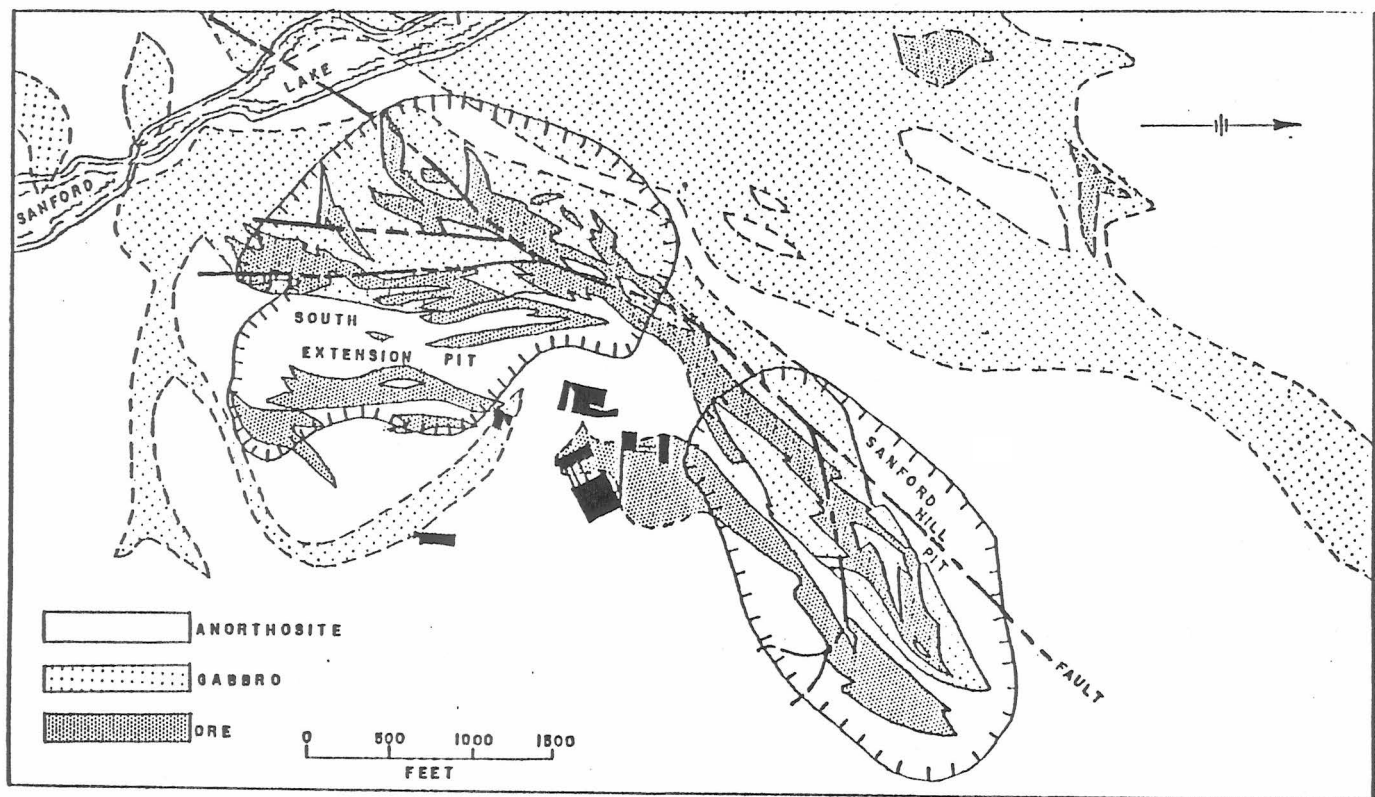 LAKE
SANFORD
SOUTH
EXTENSION PIT
SANFORD
HILL
PIT
FAULT
ANORTHOSITE
GABBRO
ORE
0 500 1000 1500
FEET